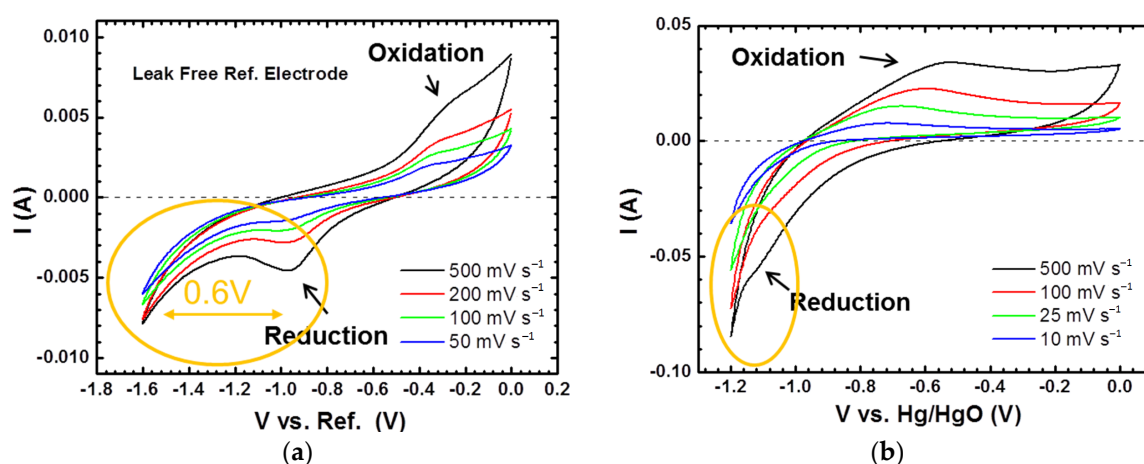 0.010
0.005
0.000
-0.005
-0.010
I (A)
Oxidation
Leak Free Ref. Electrode
0.6V
Reduction
500 mV s⁻¹
200 mV s⁻¹
100 mV s⁻¹
50 mV s⁻¹
-1.8 -1.6 -1.4 -1.2 -1.0 -0.8 -0.6 -0.4 -0.2 0.0 0.2
V vs. Ref. (V)
(a)
0.05
0.00
-0.05
-0.10
I (A)
Oxidation
Reduction
500 mV s⁻¹
100 mV s⁻¹
25 mV s⁻¹
10 mV s⁻¹
-1.2 -1.0 -0.8 -0.6 -0.4 -0.2 0.0
V vs. Hg/HgO (V)
(b)